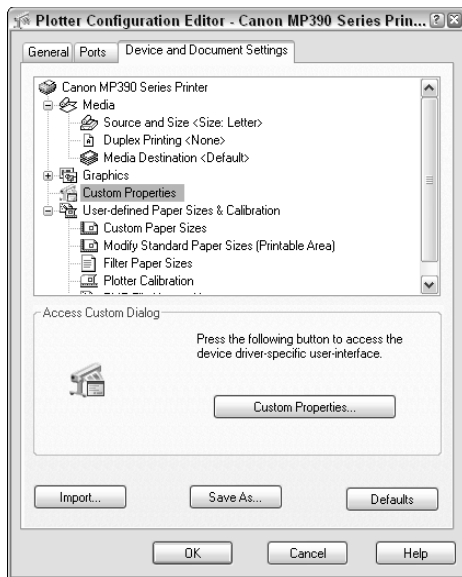 Plotter Configuration Editor - Canon MP390 Series Prin...
General
Ports
Device and Document Settings
Canon MP390 Series Printer
Media
Source and Size <Size: Letter>
Duplex Printing <None>
Media Destination <Default>
Graphics
Custom Properties
User-defined Paper Sizes & Calibration
Custom Paper Sizes
Modify Standard Paper Sizes (Printable Area)
Filter Paper Sizes
Plotter Calibration
Access Custom Dialog
Press the following button to access the
device driver-specific user-interface.
Custom Properties...
Import...
Save As...
Defaults
OK
Cancel
Help